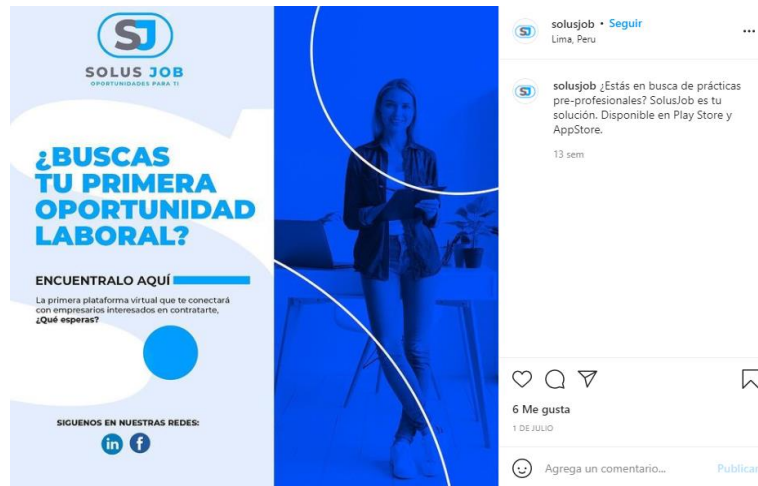 SJ
SOLUS JOB
OPORTUNIDADES PARA TI
¿BUSCAS
TU PRIMERA
OPORTUNIDAD
LABORAL?
ENCUENTRALO AQUÍ
La primera plataforma virtual que te conectará
con empresarios interesados en contratarte,
¿Qué esperas?
SIGUENOS EN NUESTRAS REDES:
in f
solusjob • Seguir
Lima, Peru
solusjob ¿Estás en busca de prácticas
pre-profesionales? SolusJob es tu
solución. Disponible en Play Store y
AppStore.
13 sem
6 Me gusta
1 DE JULIO
Agrega un comentario... Publicar